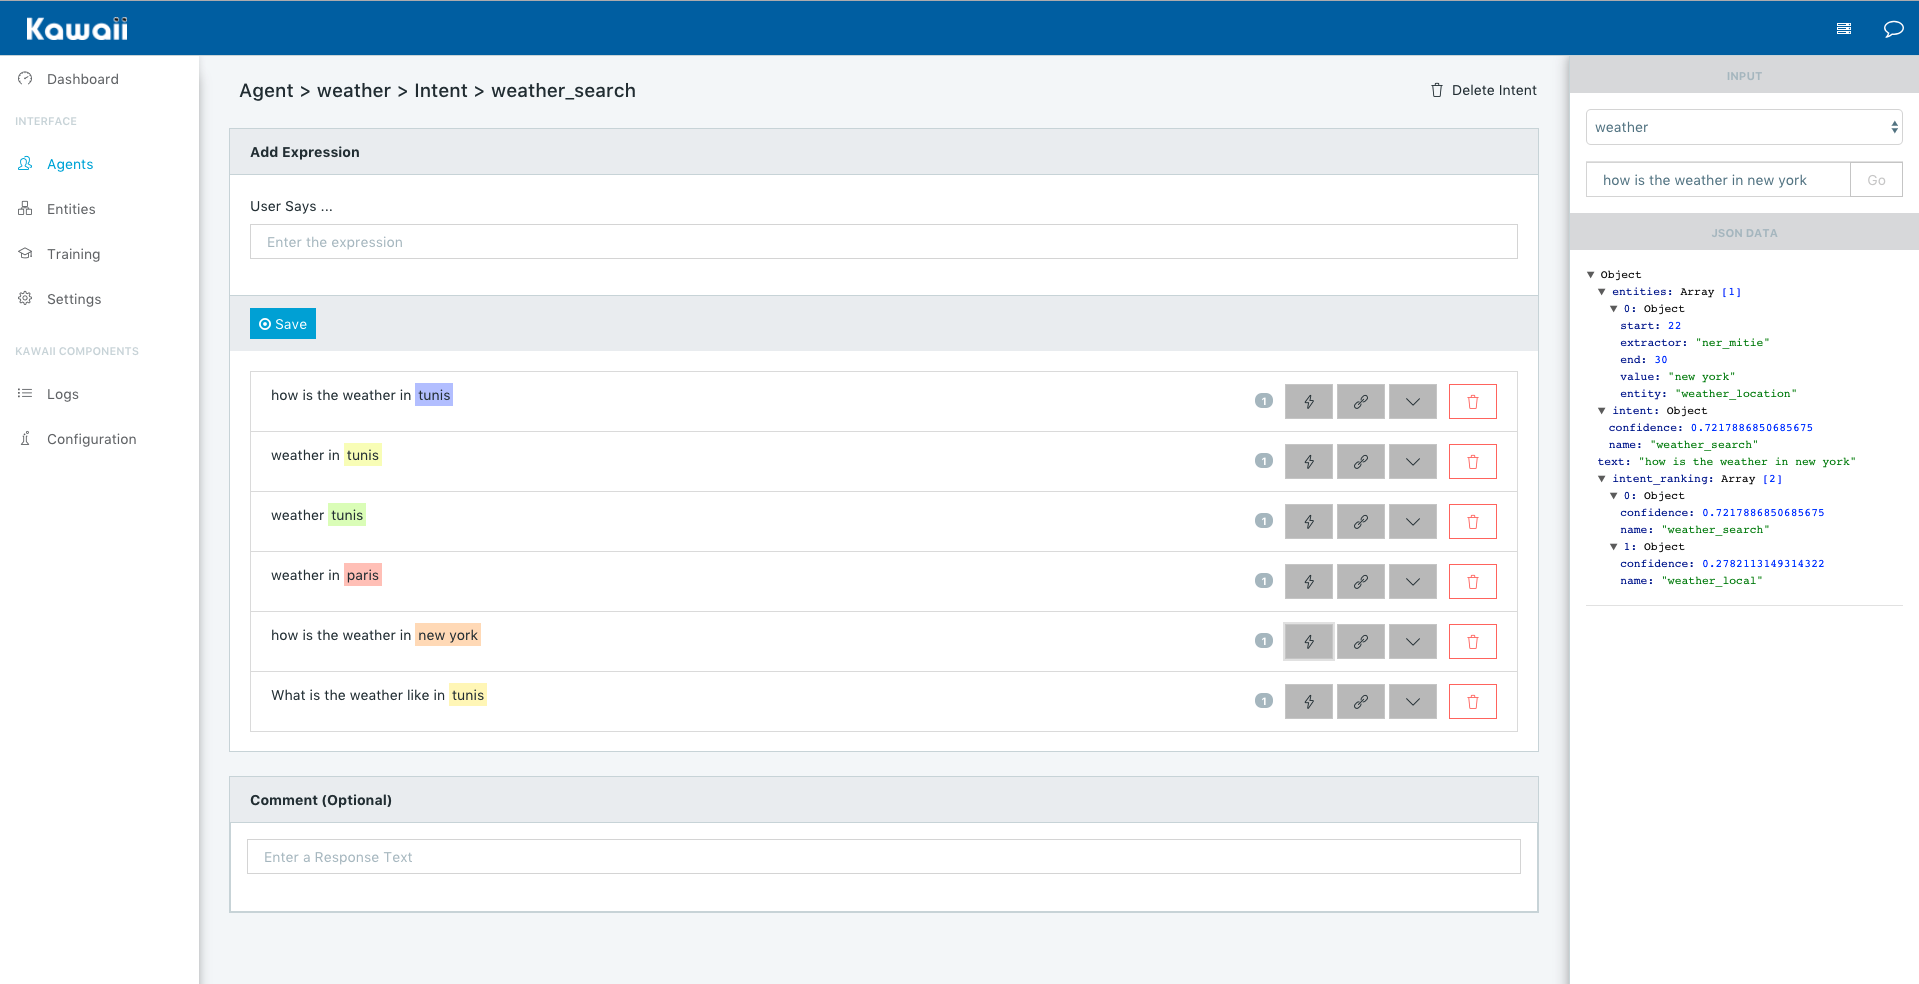 Kawaii
Dashboard
INTERFACE
Agents
Entities
Training
Settings
KAWAII COMPONENTS
Logs
Configuration
Agent > weather > Intent > weather_search
Delete Intent
Add Expression
User Says ...
Enter the expression
Save
how is the weather in tunis 1
weather in tunis 1
weather tunis 1
weather in paris 1
how is the weather in new york 1
What is the weather like in tunis 1
Comment (Optional)
Enter a Response Text
INPUT
weather
how is the weather in new york Go
JSON DATA
Object
entities: Array [1]
0: Object
start: 22
extractor: "ner_mitie"
end: 30
value: "new york"
entity: "weather_location"
intent: Object
confidence: 0.7217886850685675
name: "weather_search"
text: "how is the weather in new york"
intent_ranking: Array [2]
0: Object
confidence: 0.7217886850685675
name: "weather_search"
1: Object
confidence: 0.2782113149314322
name: "weather_local"